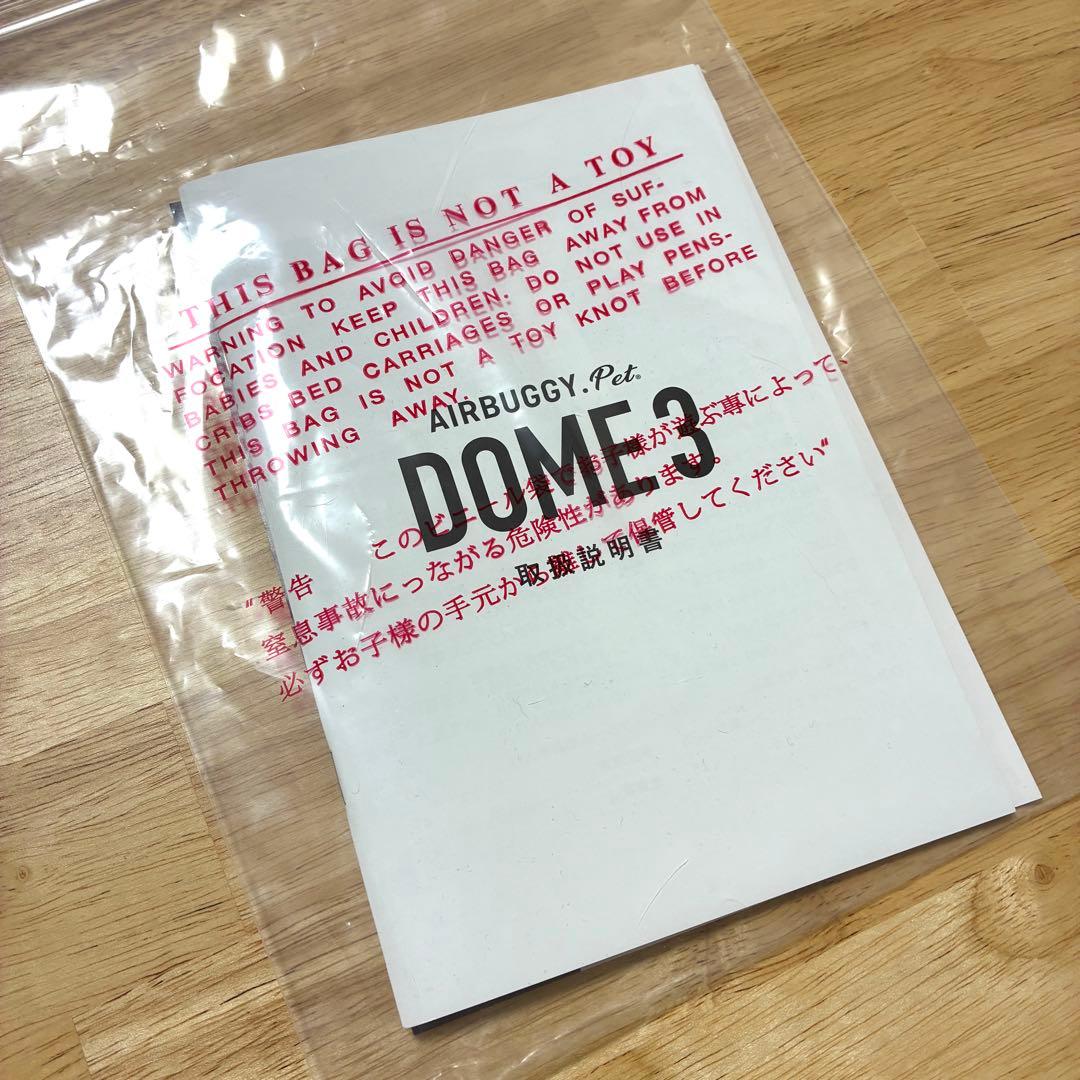 THIS BAG IS NOT A TOY
WARNING TO AVOID DANGER OF SUF-
FOCATION KEEP THIS BAG AWAY FROM
BABIES AND CHILDREN. DO NOT USE IN
CRIBS BED CARRIAGES OR PLAY PENS-
THIS BAG IS NOT A TOY KNOT BEFORE
THROWING AWAY.
AIRBUGGY.Pet®
DOME3
取扱説明書
"警告 このビニール袋でお子様が遊ぶ専によって、
窒息事故にっながる危険性があります。
必ずお子様の手元から離して保管してください"